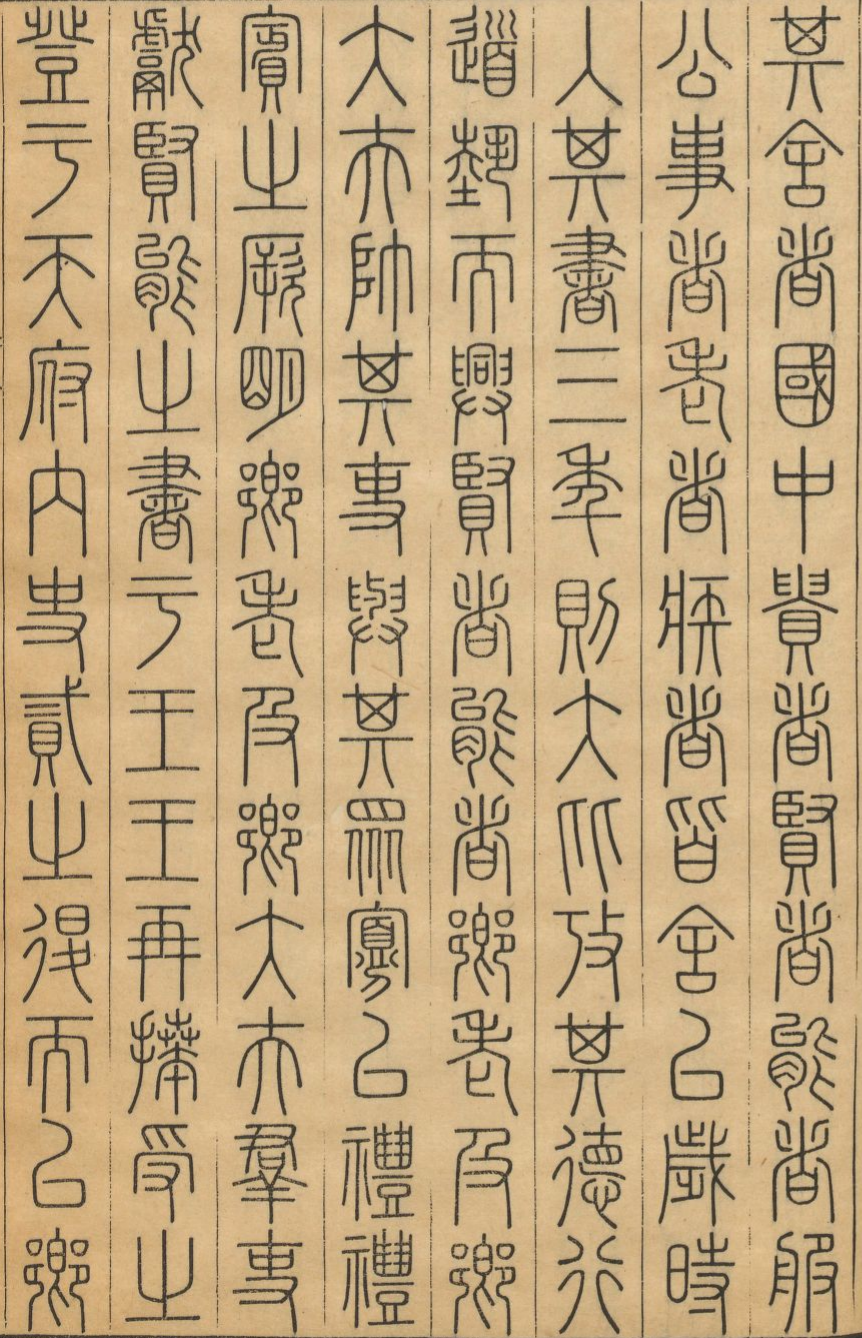 其舍者國中貴者賢者能者服
公事者老者疾者皆舍以歲時
入其書三年則大比攷其德行
道藝而興賢者能者鄉老及鄉
大夫帥其吏與其眾寡以禮禮
賓之厥明鄉老及鄉大夫羣吏
獻賢能之書于王王再拜受之
登于天府內史貳之退而以鄉